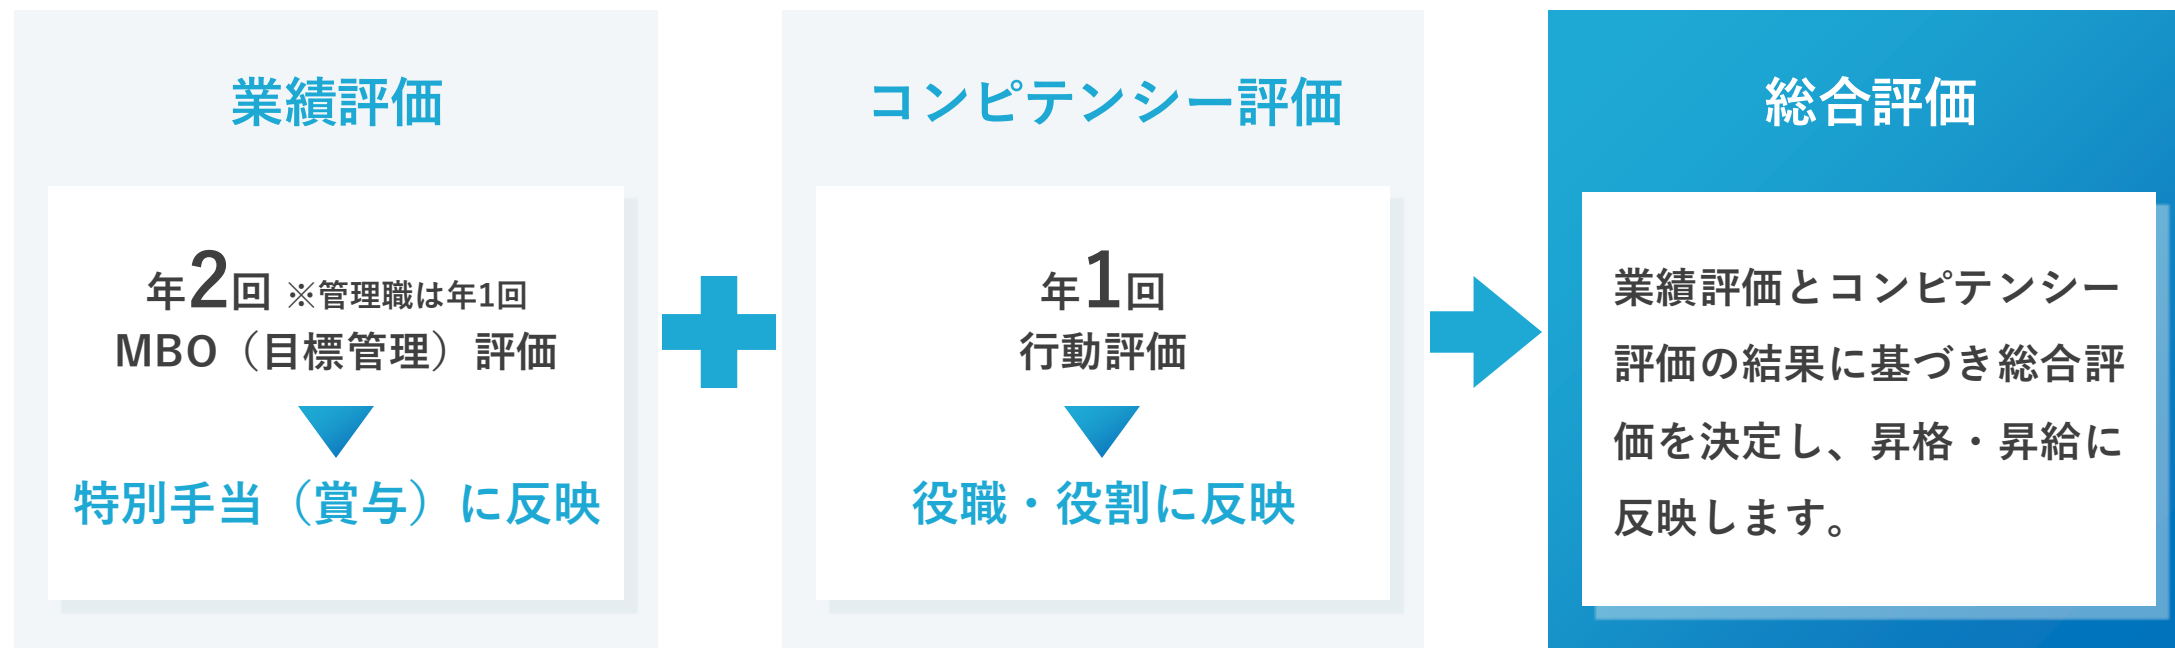 業績評価
年2回 ※管理職は年1回
MBO（目標管理）評価
特別手当（賞与）に反映
コンピテンシー評価
年1回
行動評価
役職・役割に反映
総合評価
業績評価とコンピテンシー
評価の結果に基づき総合評
価を決定し、昇格・昇給に
反映します。